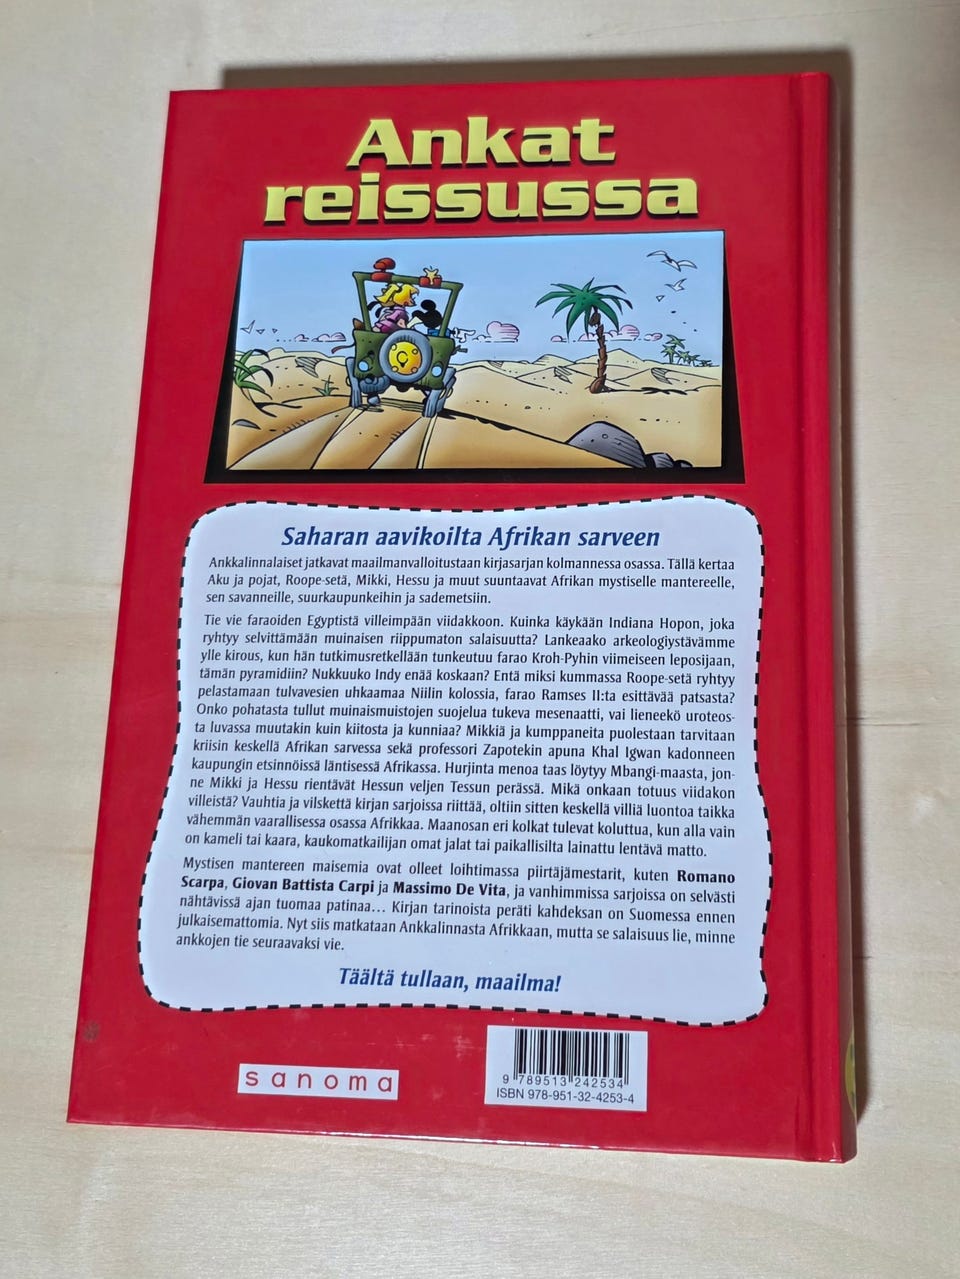 Ankat
reissussa
Saharan aavikoilta Afrikan sarveen
Ankkalinnalaiset jatkavat maailmanvalloitustaan kirjasarjan kolmannessa osassa. Tällä kertaa
Aku ja pojat, Roope-setä, Mikki, Hessu ja muut suuntaavat Afrikan mystiselle mantereelle,
sen savanneille, suurkaupunkeihin ja sademetsiin.
Tie vie faraoiden Egyptistä villeimpään viidakkoon. Kuinka käykään Indiana Hopon, joka
ryhtyy selvittämään muinaisen riippumaton salaisuutta? Lankeaako arkeologiystävämme
ylle kirous, kun hän tutkimusretkellään tunkeutuu farao Kroh-Pyhin viimeiseen leposijaan,
tämän pyramidiin? Nukkuuko Indy enää koskaan? Entä miksi kummassa Roope-setä ryhtyy
pelastamaan tulvavesien uhkaamaa Niilin kolossia, farao Ramses II:ta esittävää patsasta?
Onko pohatasta tullut muinaismuistojen suojelua tukeva mesenaatti, vai lieneekö uroteos-
ta luvassa muutakin kuin kiitosta ja kunniaa? Mikkiä ja kumppaneita puolestaan tarvitaan
kriisin keskellä Afrikan sarvessa sekä professori Zapotekin apuna Khal Igwan kadonneen
kaupungin etsinnöissä läntisessä Afrikassa. Hurjinta menoa taas löytyy Mbangi-maasta, jon-
ne Mikki ja Hessu rientävät Hessun veljen Tessun perässä. Mikä onkaan totuus viidakon
villeistä? Vauhtia ja vilskettä kirjan sarjoissa riittää, oltiin sitten keskellä villiä luontoa taikka
vähemmän vaarallisessa osassa Afrikkaa. Maanosan eri kolkat tulevat koluttua, kun alla vain
on kameli tai kaara, kaukomatkailijan omat jalat tai paikallisilta lainattu lentävä matto.
Mystisen mantereen maisemia ovat olleet loihtimassa piirtäjämestarit, kuten Romano
Scarpa, Giovan Battista Carpi ja Massimo De Vita, ja vanhimmissa sarjoissa on selvästi
nähtävissä ajan tuomaa patinaa... Kirjan tarinoista peräti kahdeksan on Suomessa ennen
julkaisemattomia. Nyt siis matkataan Ankkalinnasta Afrikkaan, mutta se salaisuus lie, minne
ankkojen tie seuraavaksi vie.
Täältä tullaan, maailma!
sanoma
9 789513 242534
ISBN 978-951-32-4253-4